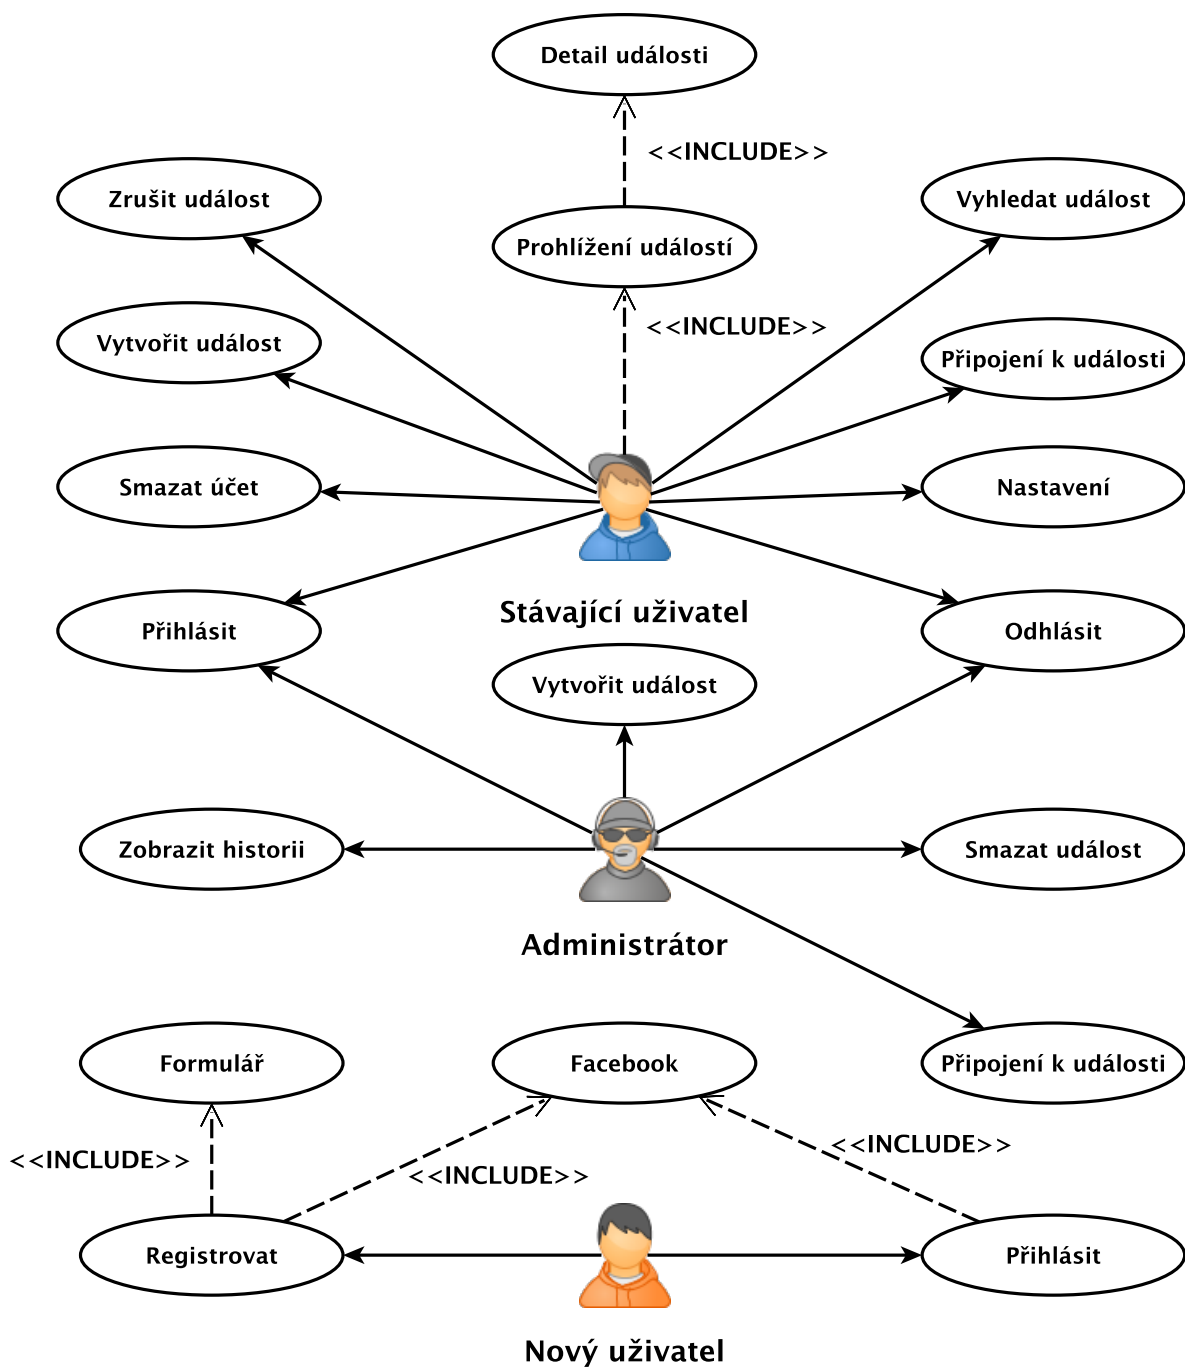 Detail události
<<INCLUDE>>
Zrušit událost
Vyhledat událost
Prohlížení událostí
<<INCLUDE>>
Vytvořit událost
Připojení k události
Smazat účet
Nastavení
Stávající uživatel
Přihlásit
Odhlásit
Vytvořit událost
Zobrazit historii
Smazat událost
Administrátor
Formulář
Facebook
Připojení k události
<<INCLUDE>>
<<INCLUDE>>
<<INCLUDE>>
Registrovat
Přihlásit
Nový uživatel